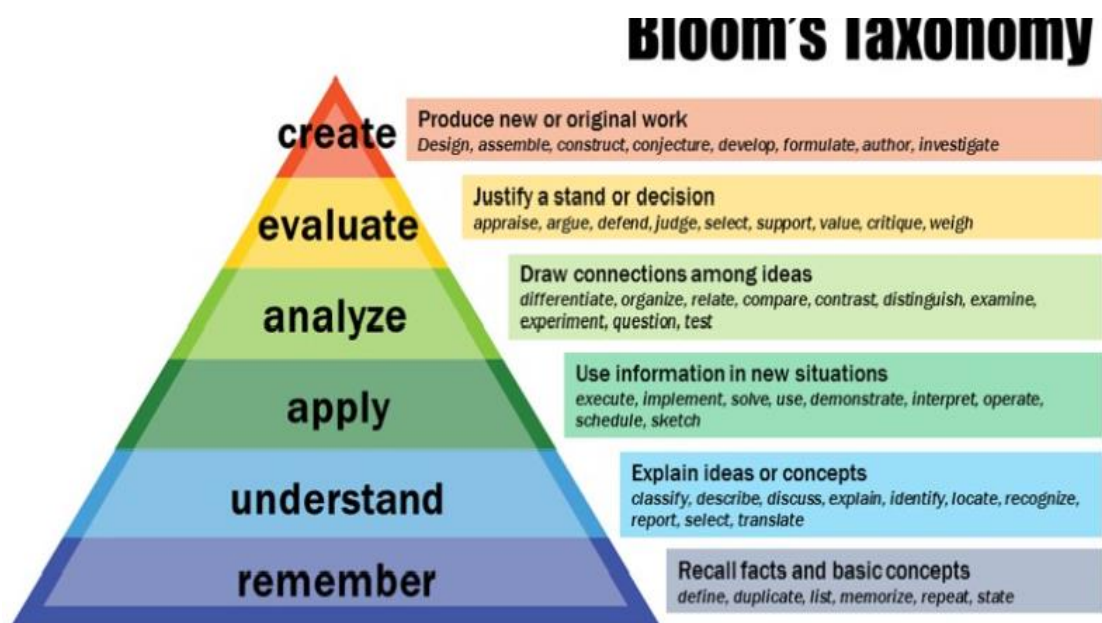 Bloom's Taxonomy
create
Produce new or original work
Design, assemble, construct, conjecture, develop, formulate, author, investigate
evaluate
Justify a stand or decision
appraise, argue, defend, judge, select, support, value, critique, weigh
analyze
Draw connections among ideas
differentiate, organize, relate, compare, contrast, distinguish, examine,
experiment, question, test
apply
Use information in new situations
execute, implement, solve, use, demonstrate, interpret, operate,
schedule, sketch
understand
Explain ideas or concepts
classify, describe, discuss, explain, identify, locate, recognize,
report, select, translate
remember
Recall facts and basic concepts
define, duplicate, list, memorize, repeat, state